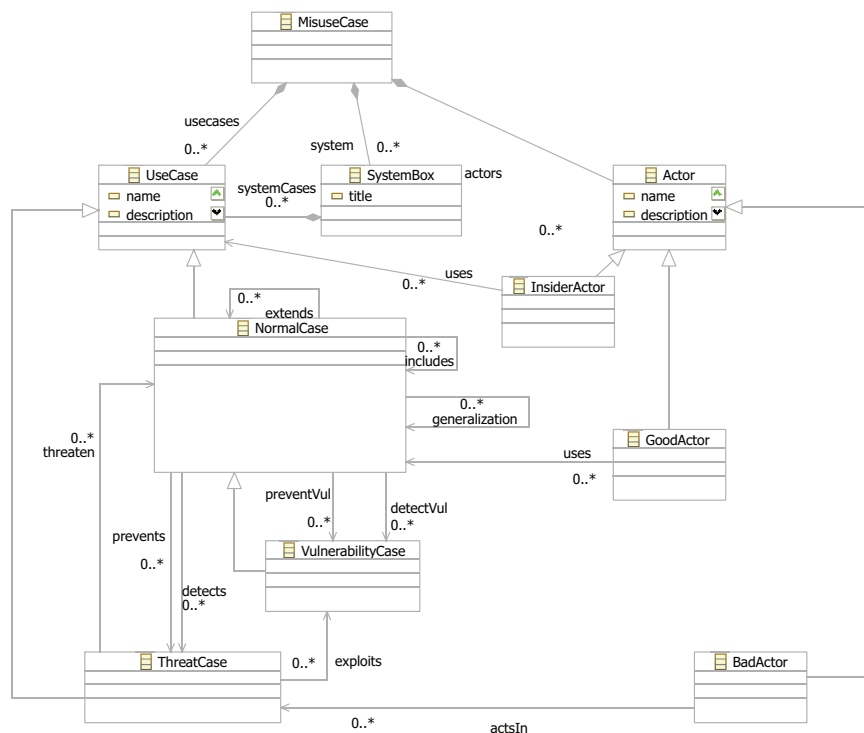 MisuseCase
usecases
0..*
system
0..*
UseCase
name
description
systemCases
0..*
SystemBox
title
actors
0..*
Actor
name
description
uses
0..*
InsiderActor
0..*
extends
NormalCase
0..*
includes
0..*
generalization
0..*
threaten
uses
0..*
GoodActor
preventVul
0..*
detectVul
0..*
prevents
0..*
VulnerabilityCase
detects
0..*
ThreatCase
0..*
exploits
BadActor
0..*
actsIn